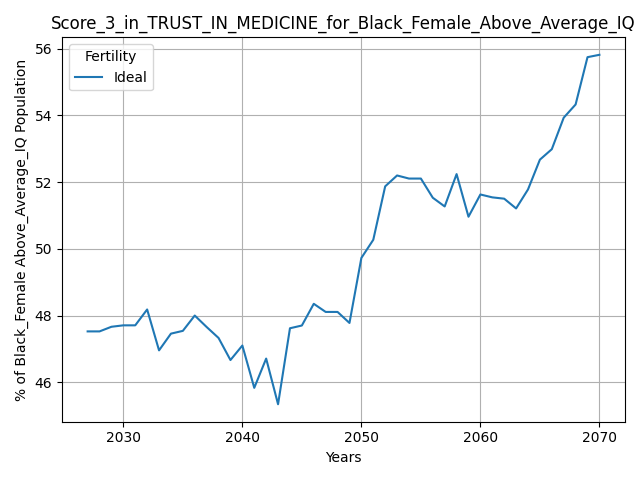 Score_3_in_TRUST_IN_MEDICINE_for_Black_Female_Above_Average_IQ
% of Black_Female Above_Average_IQ Population
56
54
52
50
48
46
Fertility
Ideal
2030
2040
2050
2060
2070
Years